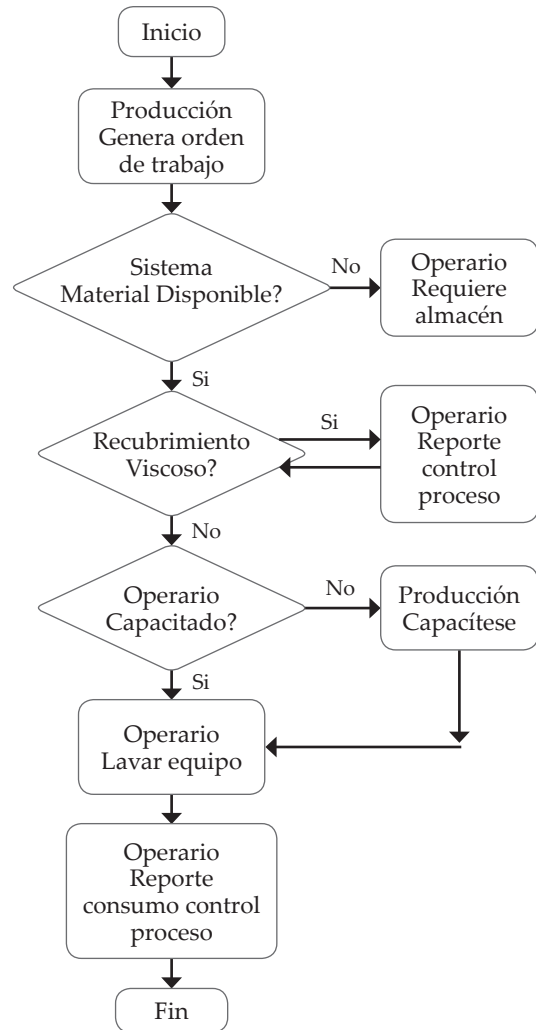 Inicio
Producción
Genera orden
de trabajo
Sistema
Material Disponible?
No
Operario
Requiere
almacén
Si
Recubrimiento
Viscoso?
Si
Operario
Reporte
control
proceso
No
Operario
Capacitado?
No
Producción
Capacítese
Si
Operario
Lavar equipo
Operario
Reporte
consumo control
proceso
Fin